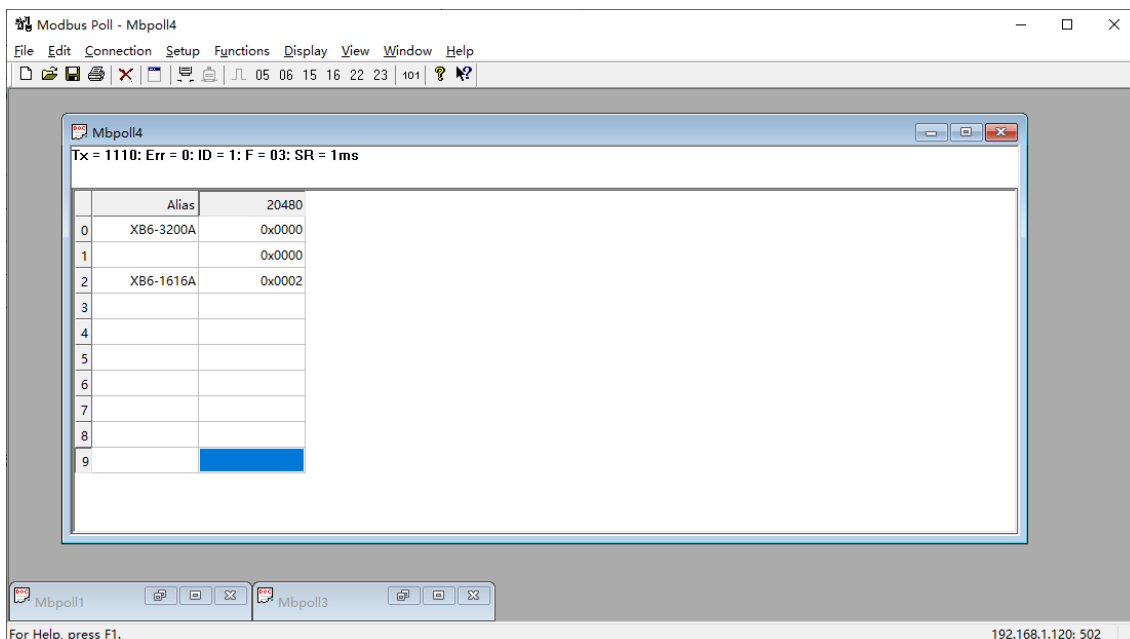 Modbus Poll - Mbpoll4
File Edit Connection Setup Functions Display View Window Help
05 06 15 16 22 23 101
Mbpoll4
Tx = 1110: Err = 0: ID = 1: F = 03: SR = 1ms
Alias 20480
0 XB6-3200A 0x0000
1 0x0000
2 XB6-1616A 0x0002
3
4
5
6
7
8
9
Mbpoll1 Mbpoll3
For Help, press F1. 192.168.1.120: 502